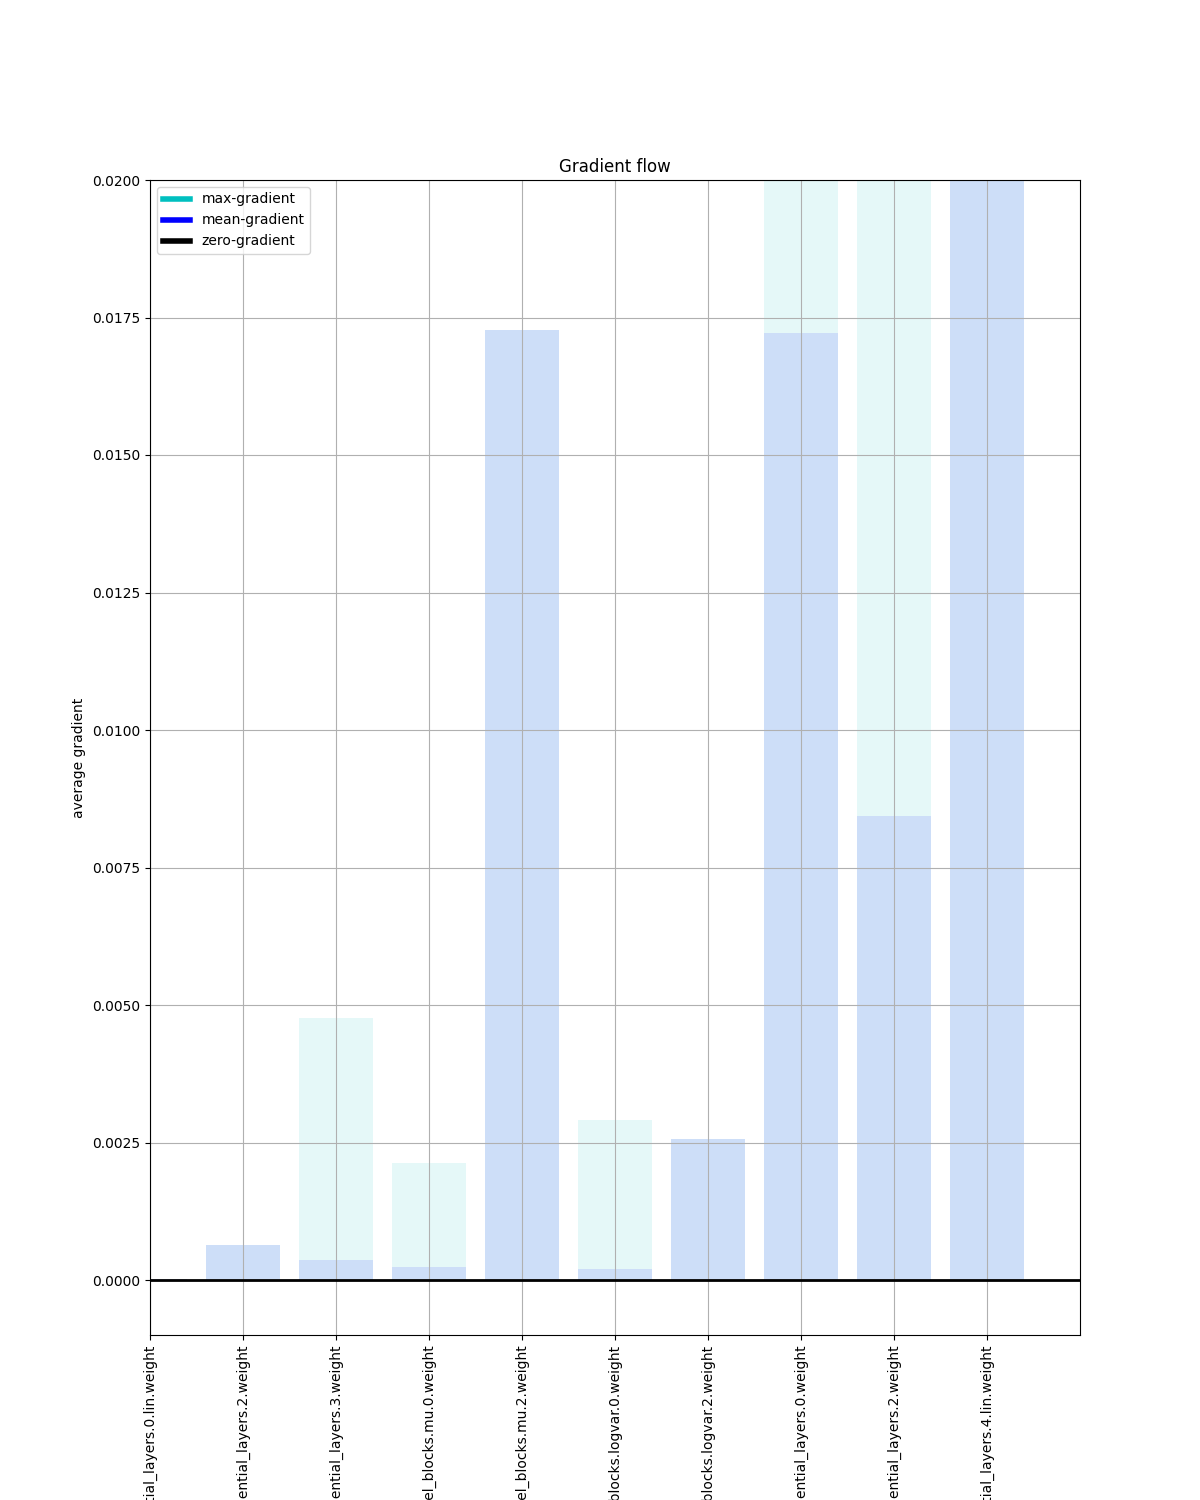 Gradient flow
max-gradient
mean-gradient
zero-gradient
0.0200
0.0175
0.0150
0.0125
0.0100
0.0075
0.0050
0.0025
0.0000
average gradient
tial_layers.0.lin.weight
ential_layers.2.weight
ential_layers.3.weight
el_blocks.mu.0.weight
el_blocks.mu.2.weight
blocks.logvar.0.weight
blocks.logvar.2.weight
ential_layers.0.weight
ential_layers.2.weight
tial_layers.4.lin.weight